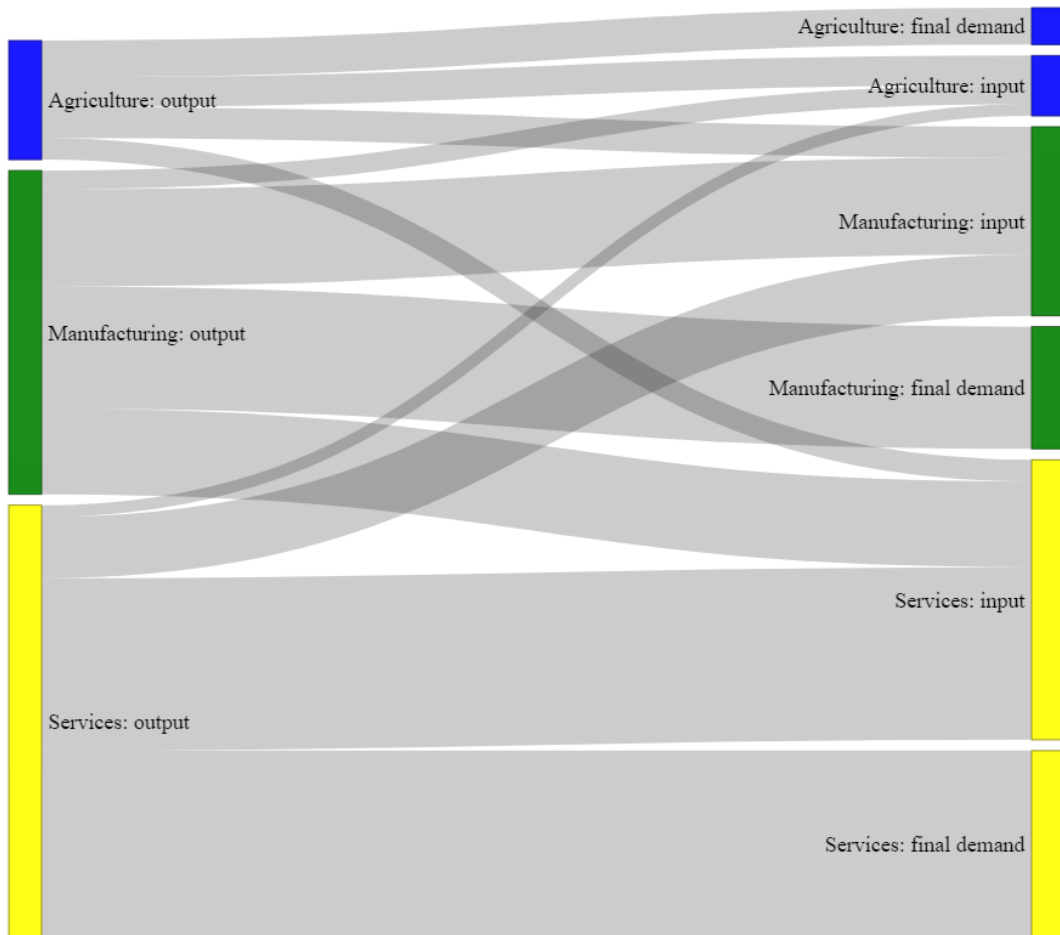 Agriculture: final demand
Agriculture: input
Agriculture: output
Manufacturing: input
Manufacturing: output
Manufacturing: final demand
Services: input
Services: output
Services: final demand